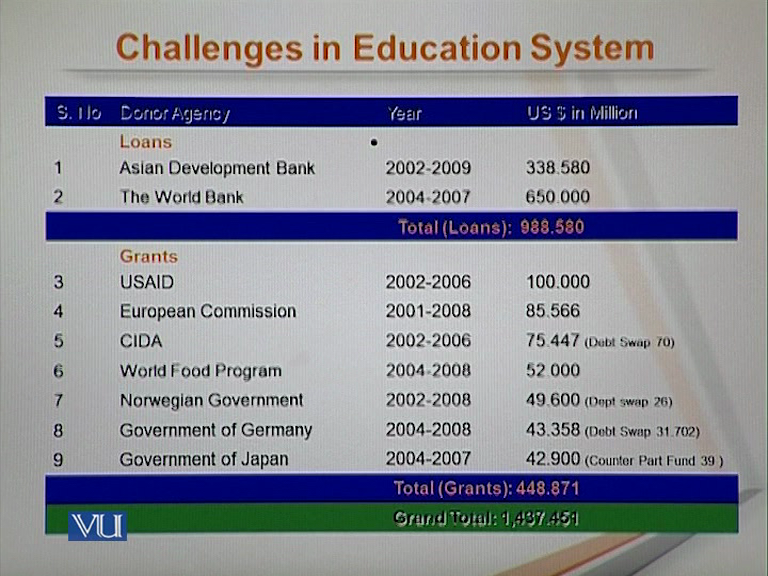 Challenges in Education System
S. No Donor Agency Year US $ in Million
Loans •
1 Asian Development Bank 2002-2009 338.580
2 The World Bank 2004-2007 650.000
Total (Loans): 988.580
Grants
3 USAID 2002-2006 100.000
4 European Commission 2001-2008 85.566
5 CIDA 2002-2006 75.447 (Debt Swap 70)
6 World Food Program 2004-2008 52.000
7 Norwegian Government 2002-2008 49.600 (Dept swap 26)
8 Government of Germany 2004-2008 43.358 (Debt Swap 31.702)
9 Government of Japan 2004-2007 42.900 (Counter Part Fund 39 )
Total (Grants): 448.871
Grand Total: 1,437.451
VU